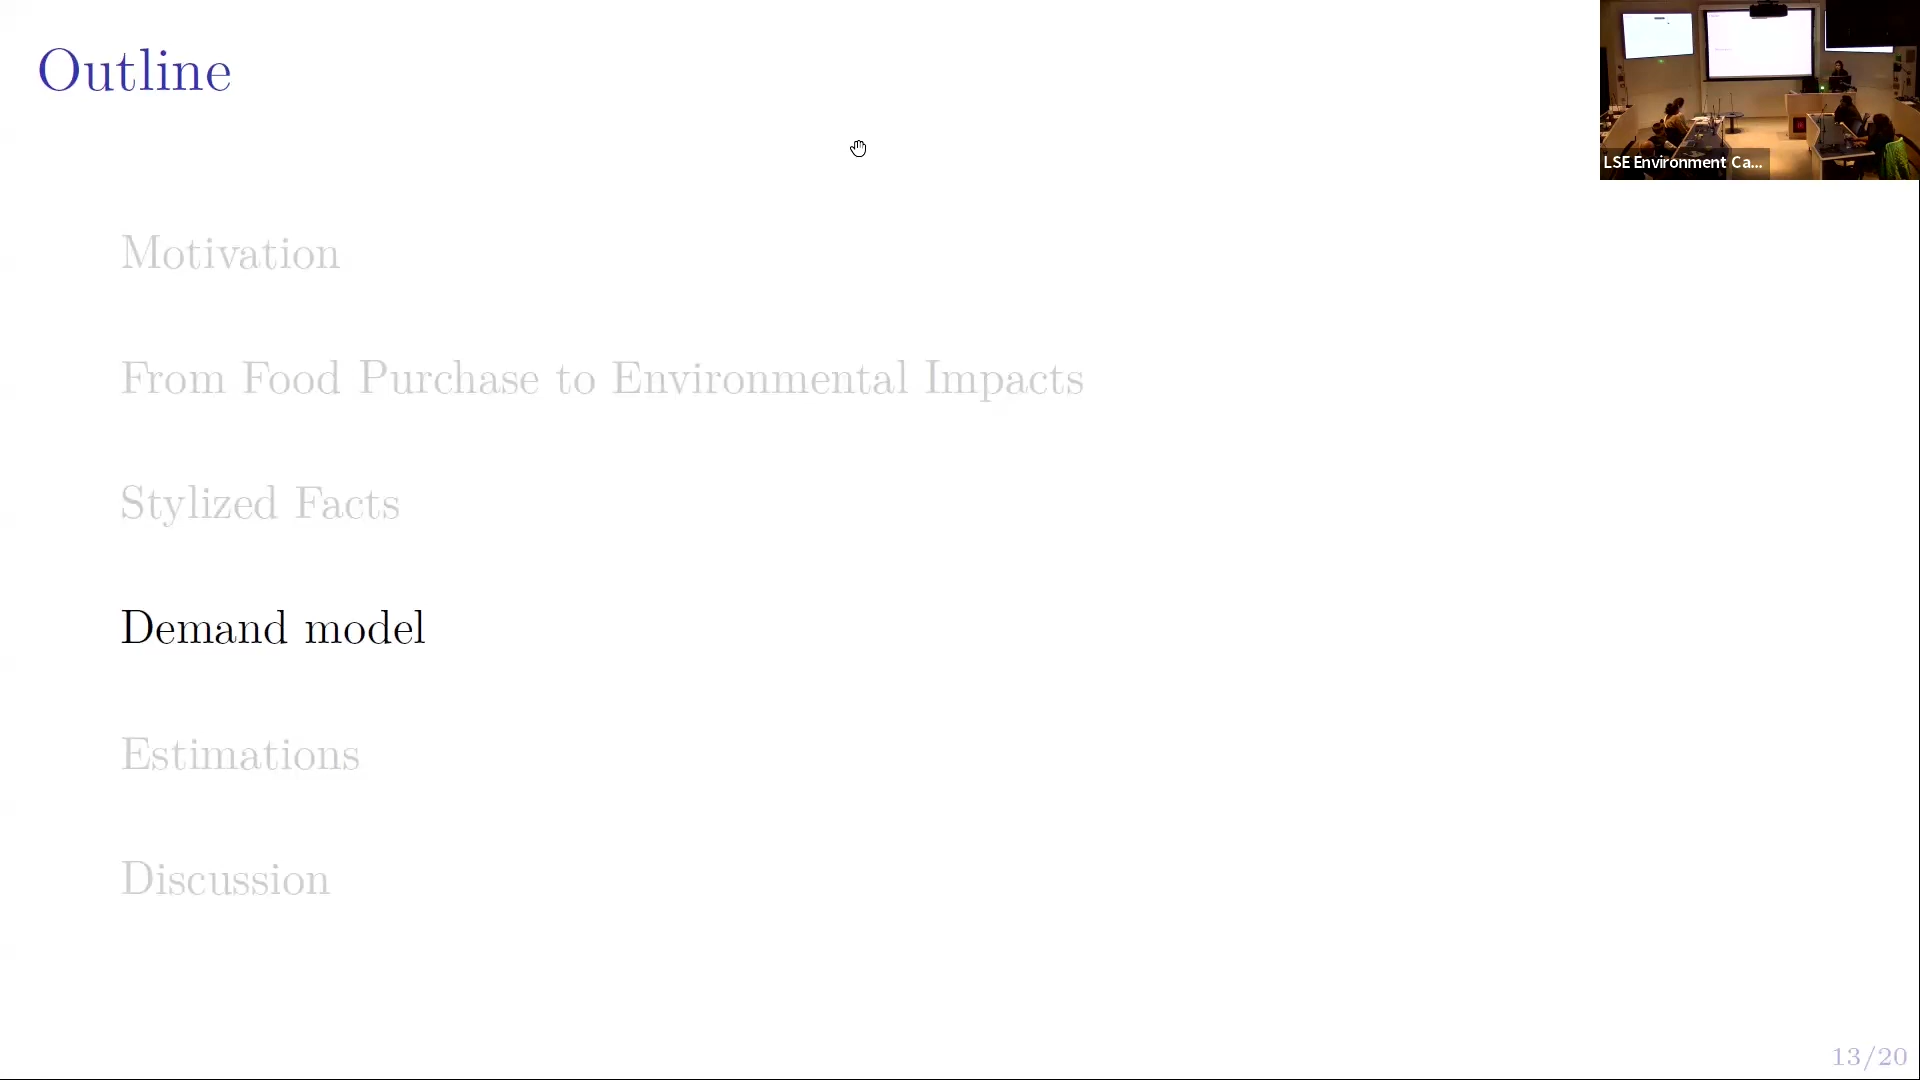 Outline
LSE Environment Ca...
Motivation
From Food Purchase to Environmental Impacts
Stylized Facts
Demand model
Estimations
Discussion
13/20